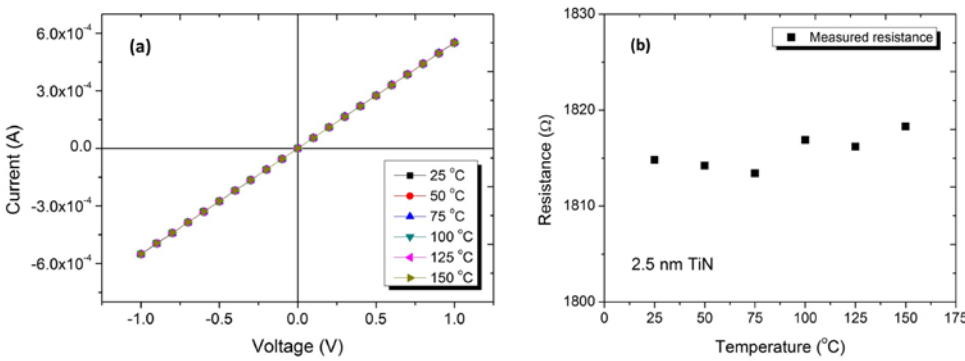 (a)
6.0x10⁻⁴
3.0x10⁻⁴
0.0
-3.0x10⁻⁴
-6.0x10⁻⁴
Current (A)
25 °C
50 °C
75 °C
100 °C
125 °C
150 °C
-1.0 -0.5 0.0 0.5 1.0
Voltage (V)
(b)
Measured resistance
1830
1820
1810
1800
Resistance (Ω)
2.5 nm TiN
0 25 50 75 100 125 150 175
Temperature (°C)